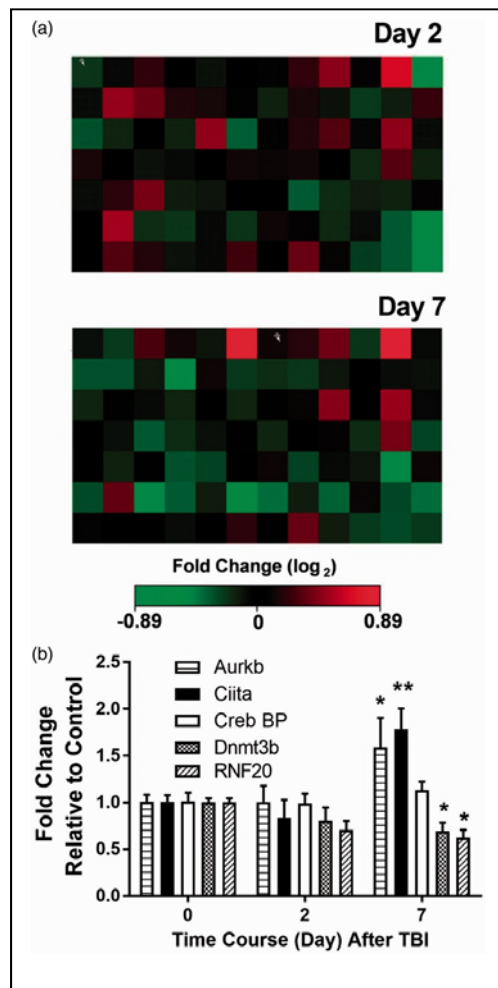 (a)
Day 2
Day 7
Fold Change (log₂)
-0.89 0 0.89
(b)
Fold Change
Relative to Control
2.5
2.0
1.5
1.0
0.5
0.0
Aurkb
Ciita
Creb BP
Dnmt3b
RNF20
* ** * *
0 2 7
Time Course (Day) After TBI